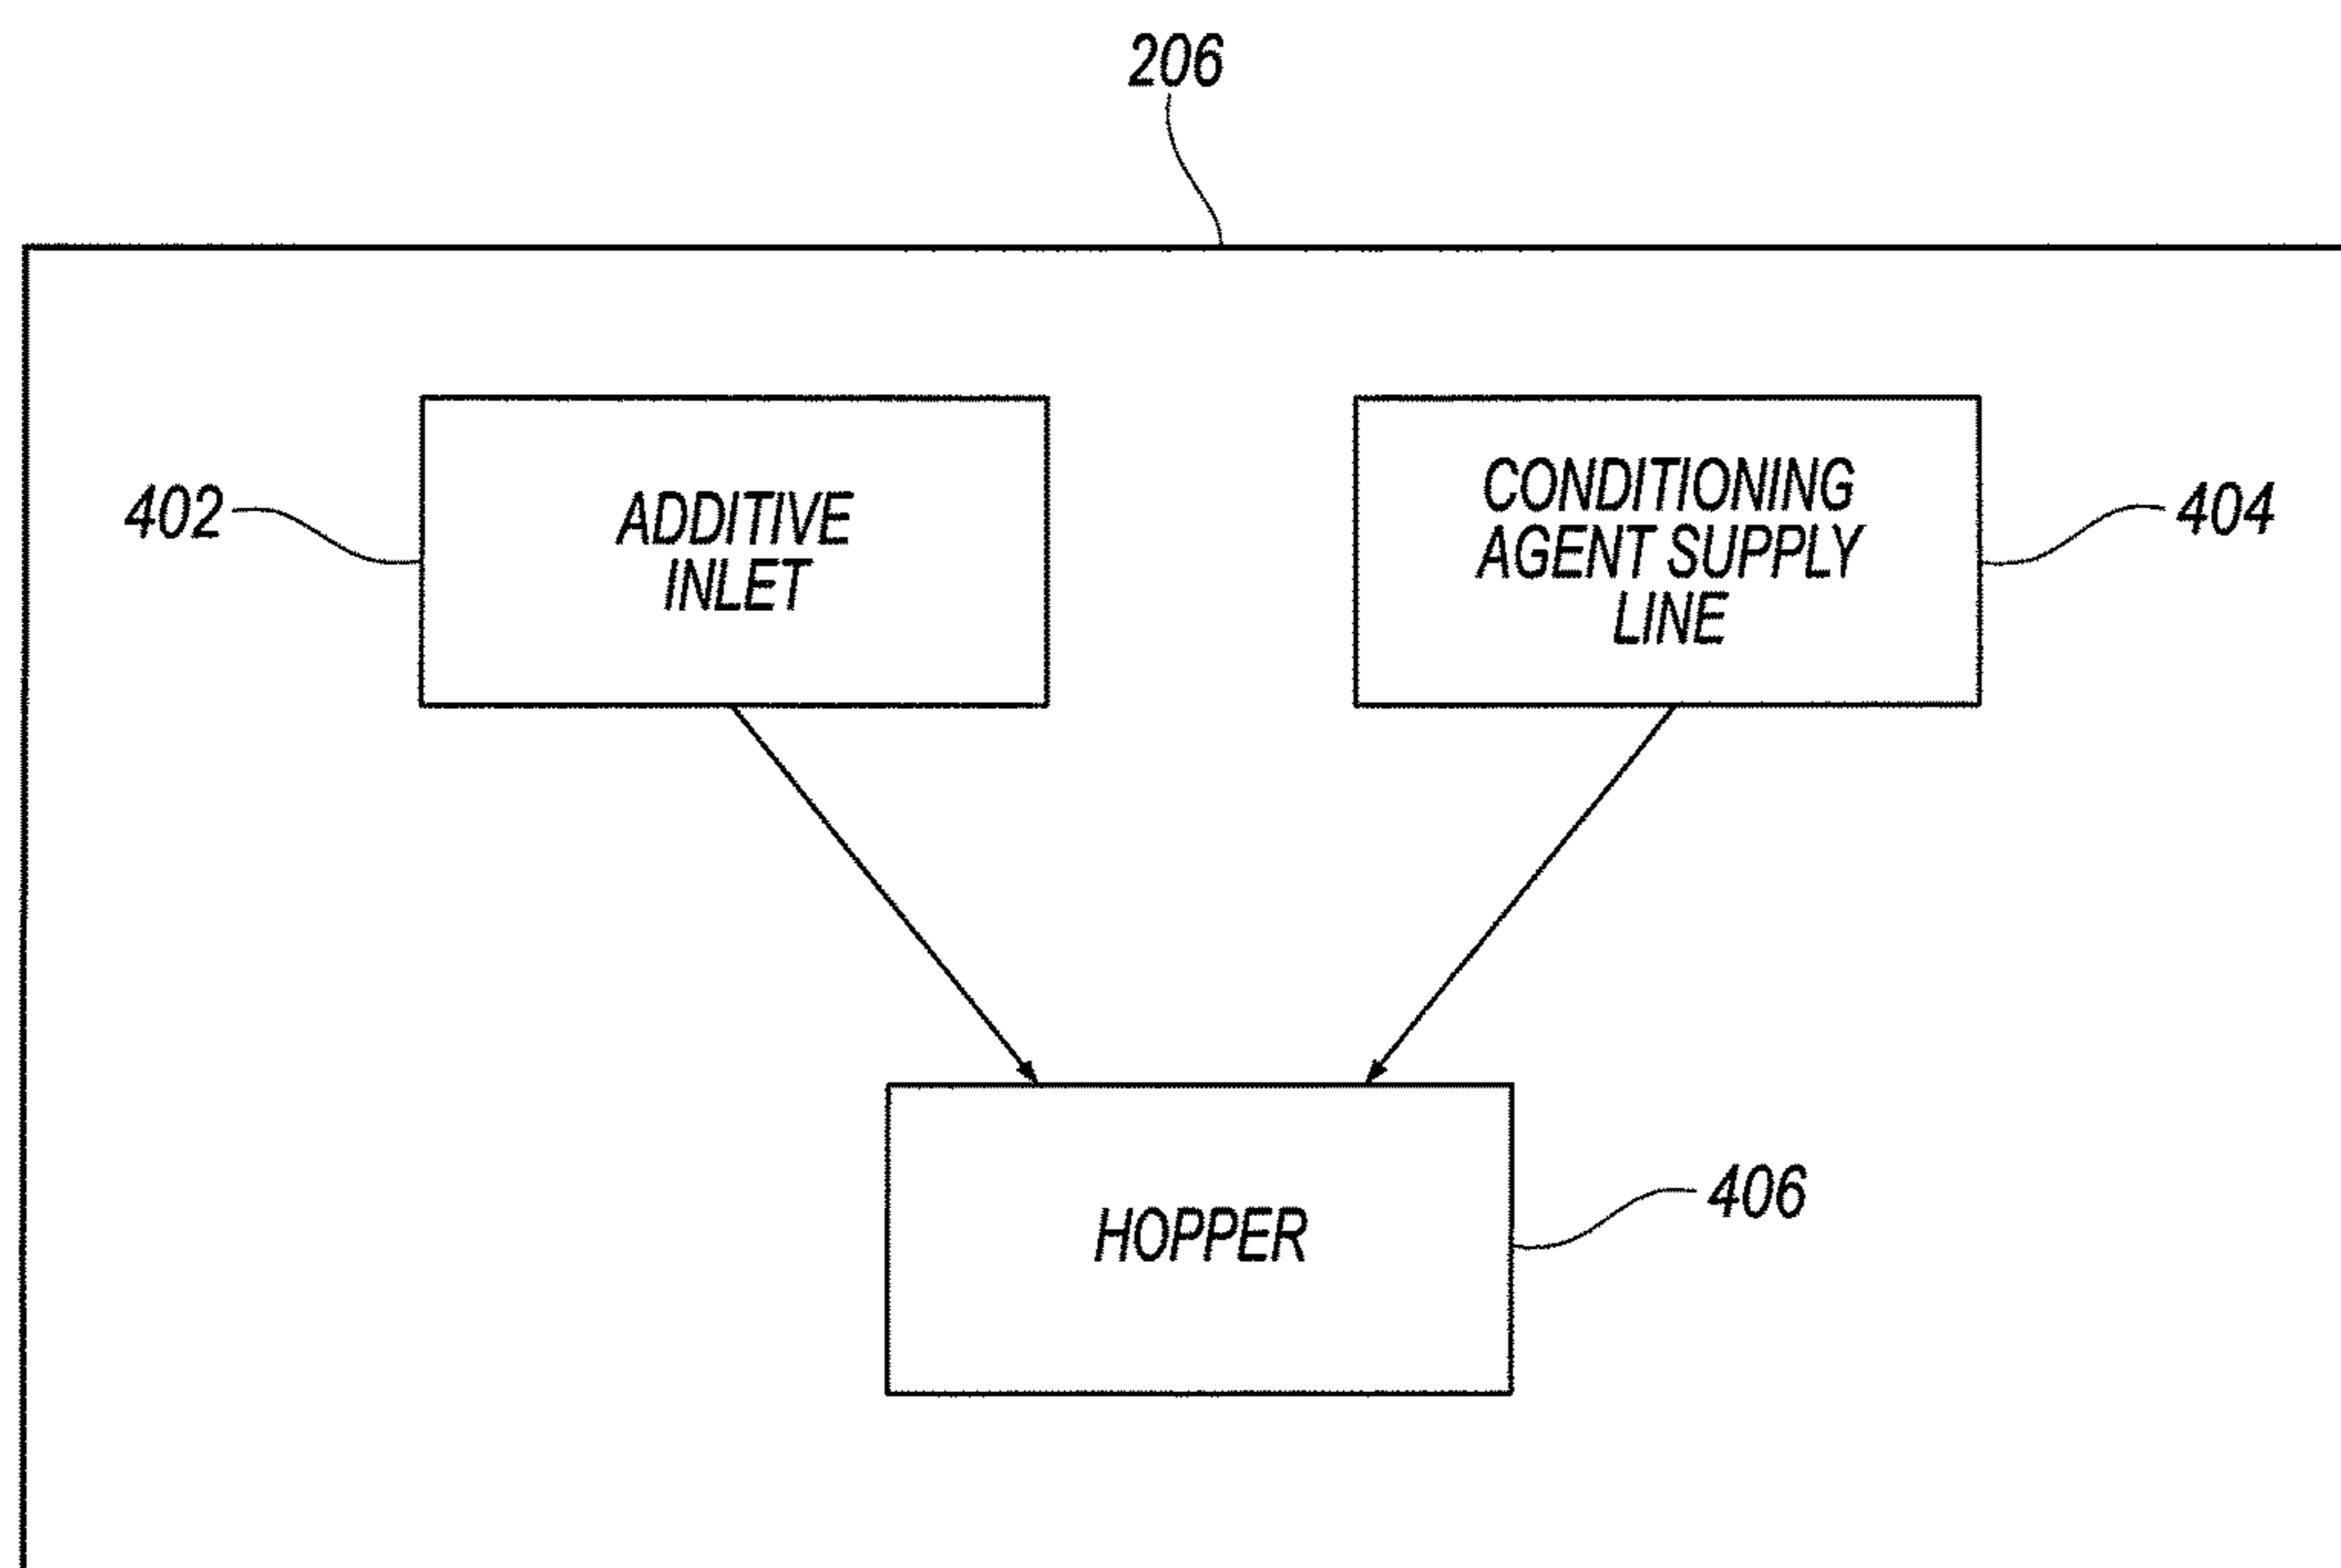 206
402
ADDITIVE
INLET
CONDITIONING
AGENT SUPPLY
LINE
404
HOPPER
406